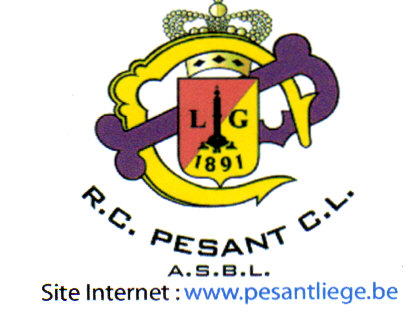 L G
1891
R.C. PESANT C.L.
A.S.B.L.
Site Internet : www.pesantliege.be